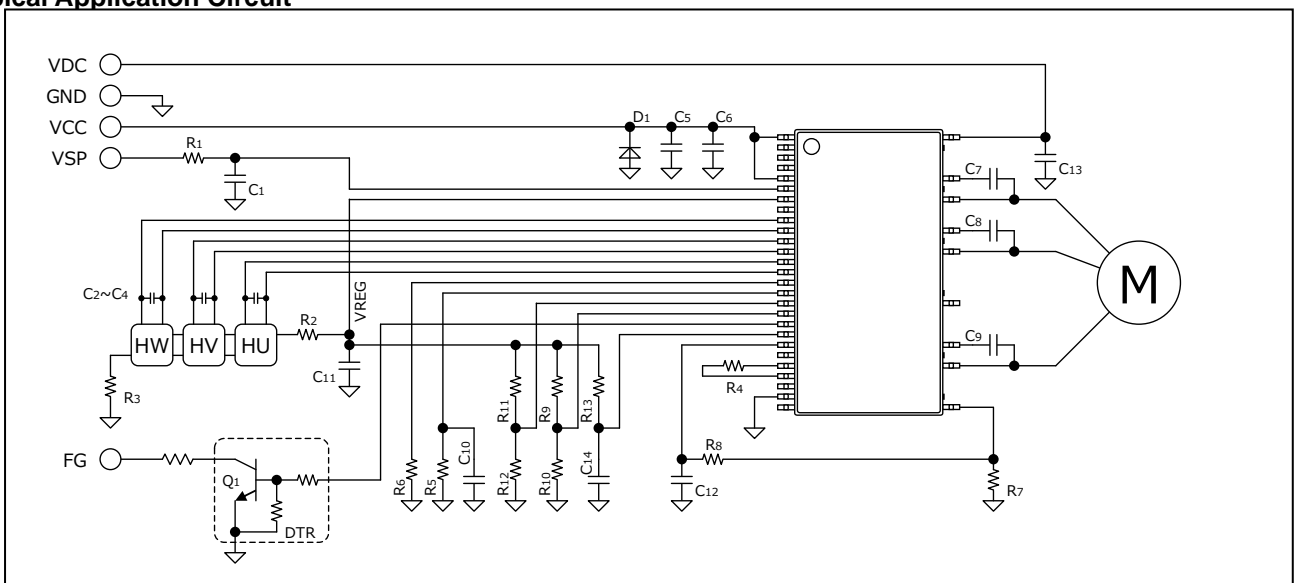 pical Application Circuit
VDC
GND
VCC
VSP
R1
C1
D1
C5
C6
C7
C13
C8
M
C2~C4
HW
HV
HU
R2
VREG
C11
R3
R11
R9
R13
R4
C9
FG
Q1
DTR
R6
R5
C10
R12
R10
C14
R8
C12
R7